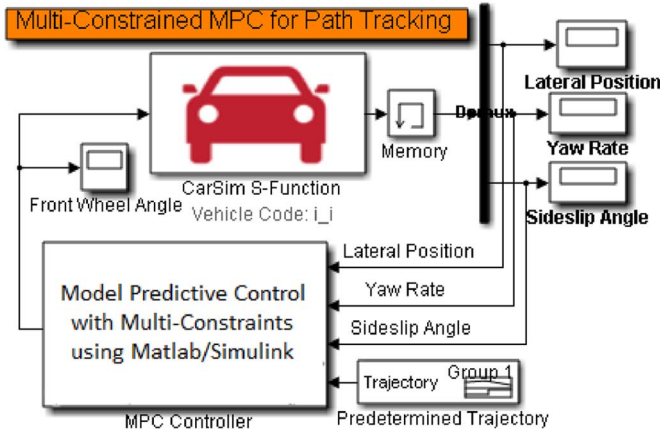 Multi-Constrained MPC for Path Tracking
Lateral Position
Demux
Memory
Yaw Rate
CarSim S-Function
Vehicle Code: i_i
Front Wheel Angle
Sideslip Angle
Lateral Position
Yaw Rate
Sideslip Angle
Model Predictive Control
with Multi-Constraints
using Matlab/Simulink
Group 1
Trajectory
MPC Controller
Predetermined Trajectory